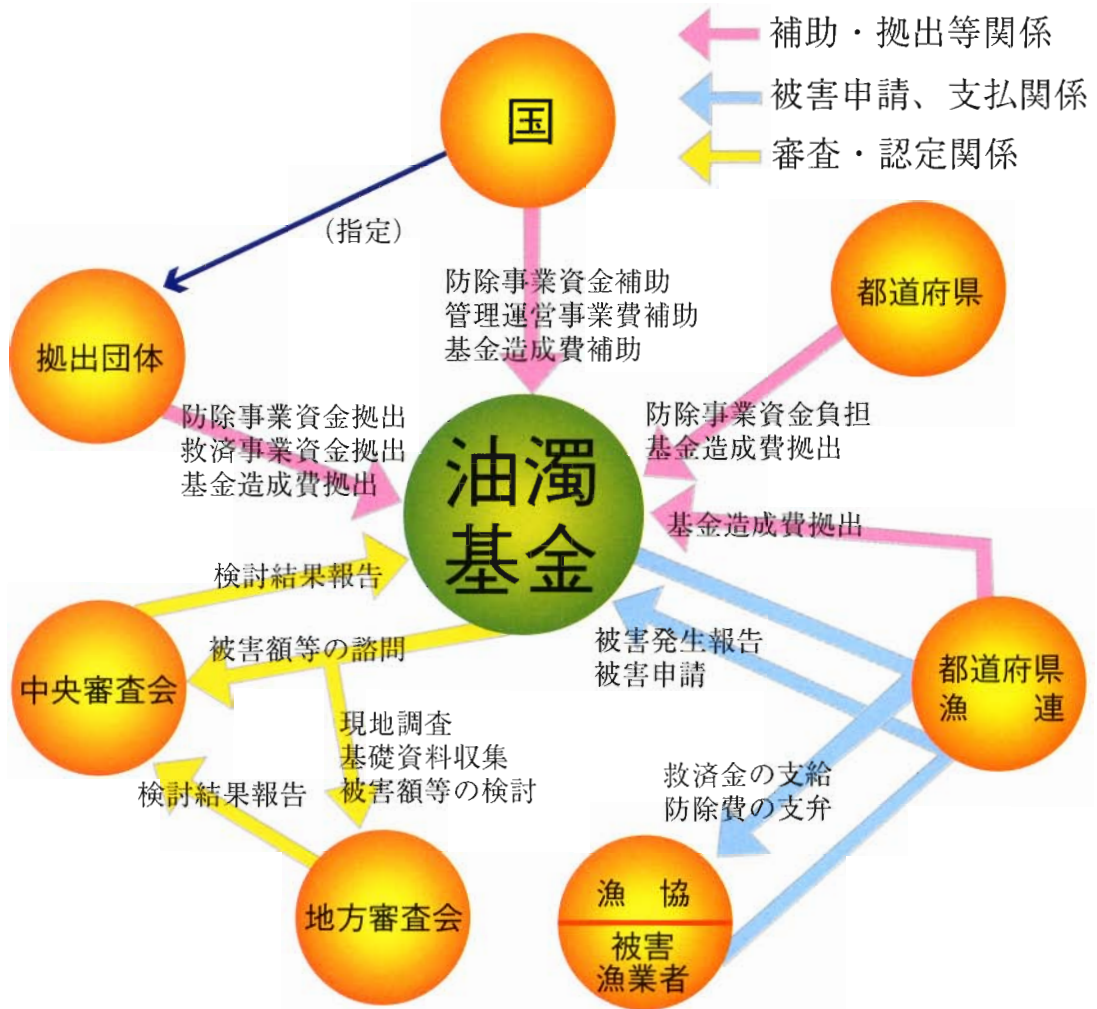 補助・拠出等関係
被害申請、支払関係
審査・認定関係
国
(指定)
防除事業資金補助
管理運営事業費補助
基金造成費補助
都道府県
拠出団体
防除事業資金拠出
救済事業資金拠出
基金造成費拠出
防除事業資金負担
基金造成費拠出
油濁
基金
基金造成費拠出
検討結果報告
被害額等の諮問
被害発生報告
被害申請
中央審査会
都道府県
漁　連
現地調査
基礎資料収集
被害額等の検討
検討結果報告
救済金の支給
防除費の支弁
地方審査会
漁　協
被害
漁業者